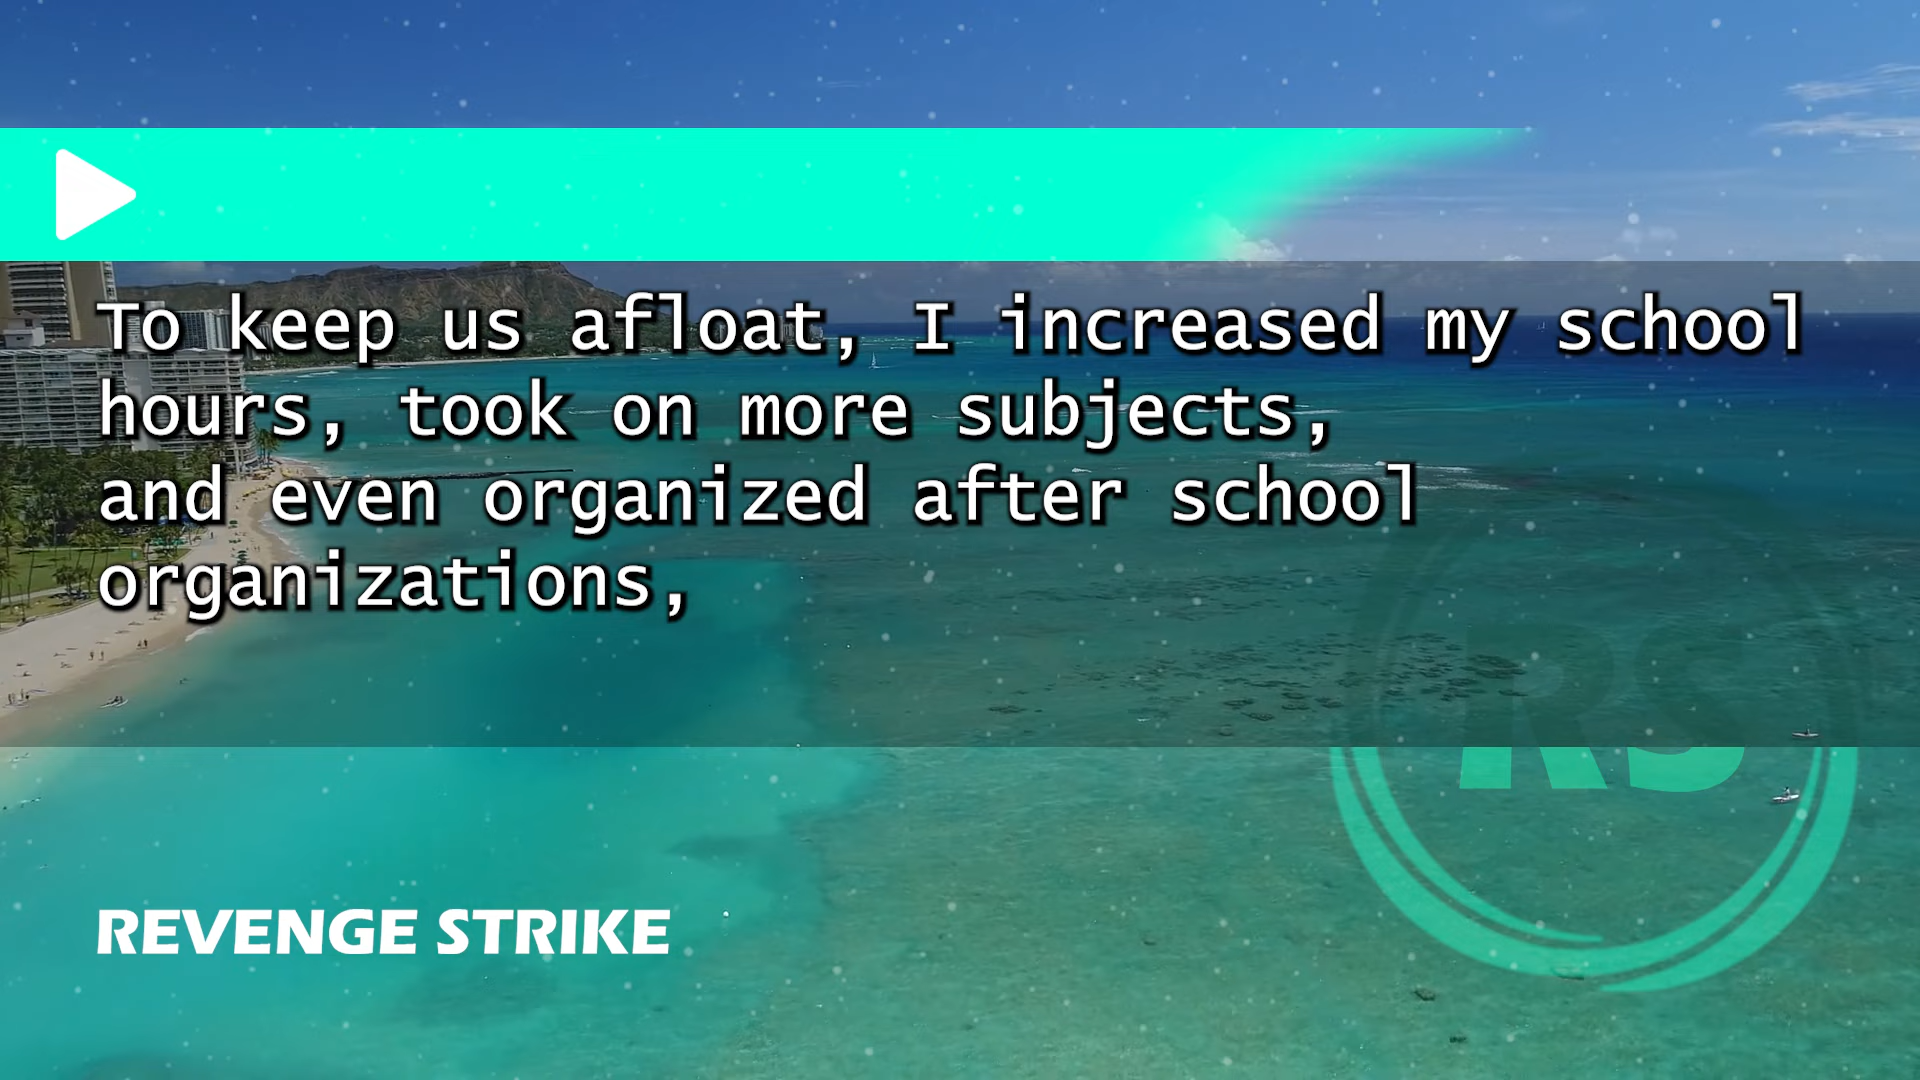 To keep us afloat, I increased my school
hours, took on more subjects,
and even organized after school
organizations,
RS
REVENGE STRIKE